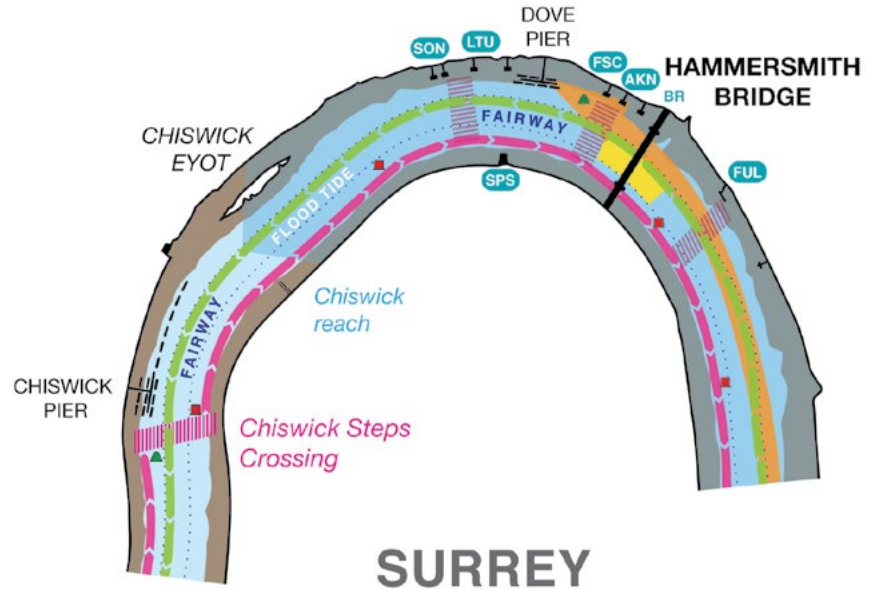 DOVE
PIER
SON
LTU
FSC
AKN
BR
HAMMERSMITH
BRIDGE
FAIRWAY
CHISWICK
EYOT
SPS
FUL
FLOOD TIDE
Chiswick
reach
FAIRWAY
CHISWICK
PIER
Chiswick Steps
Crossing
SURREY